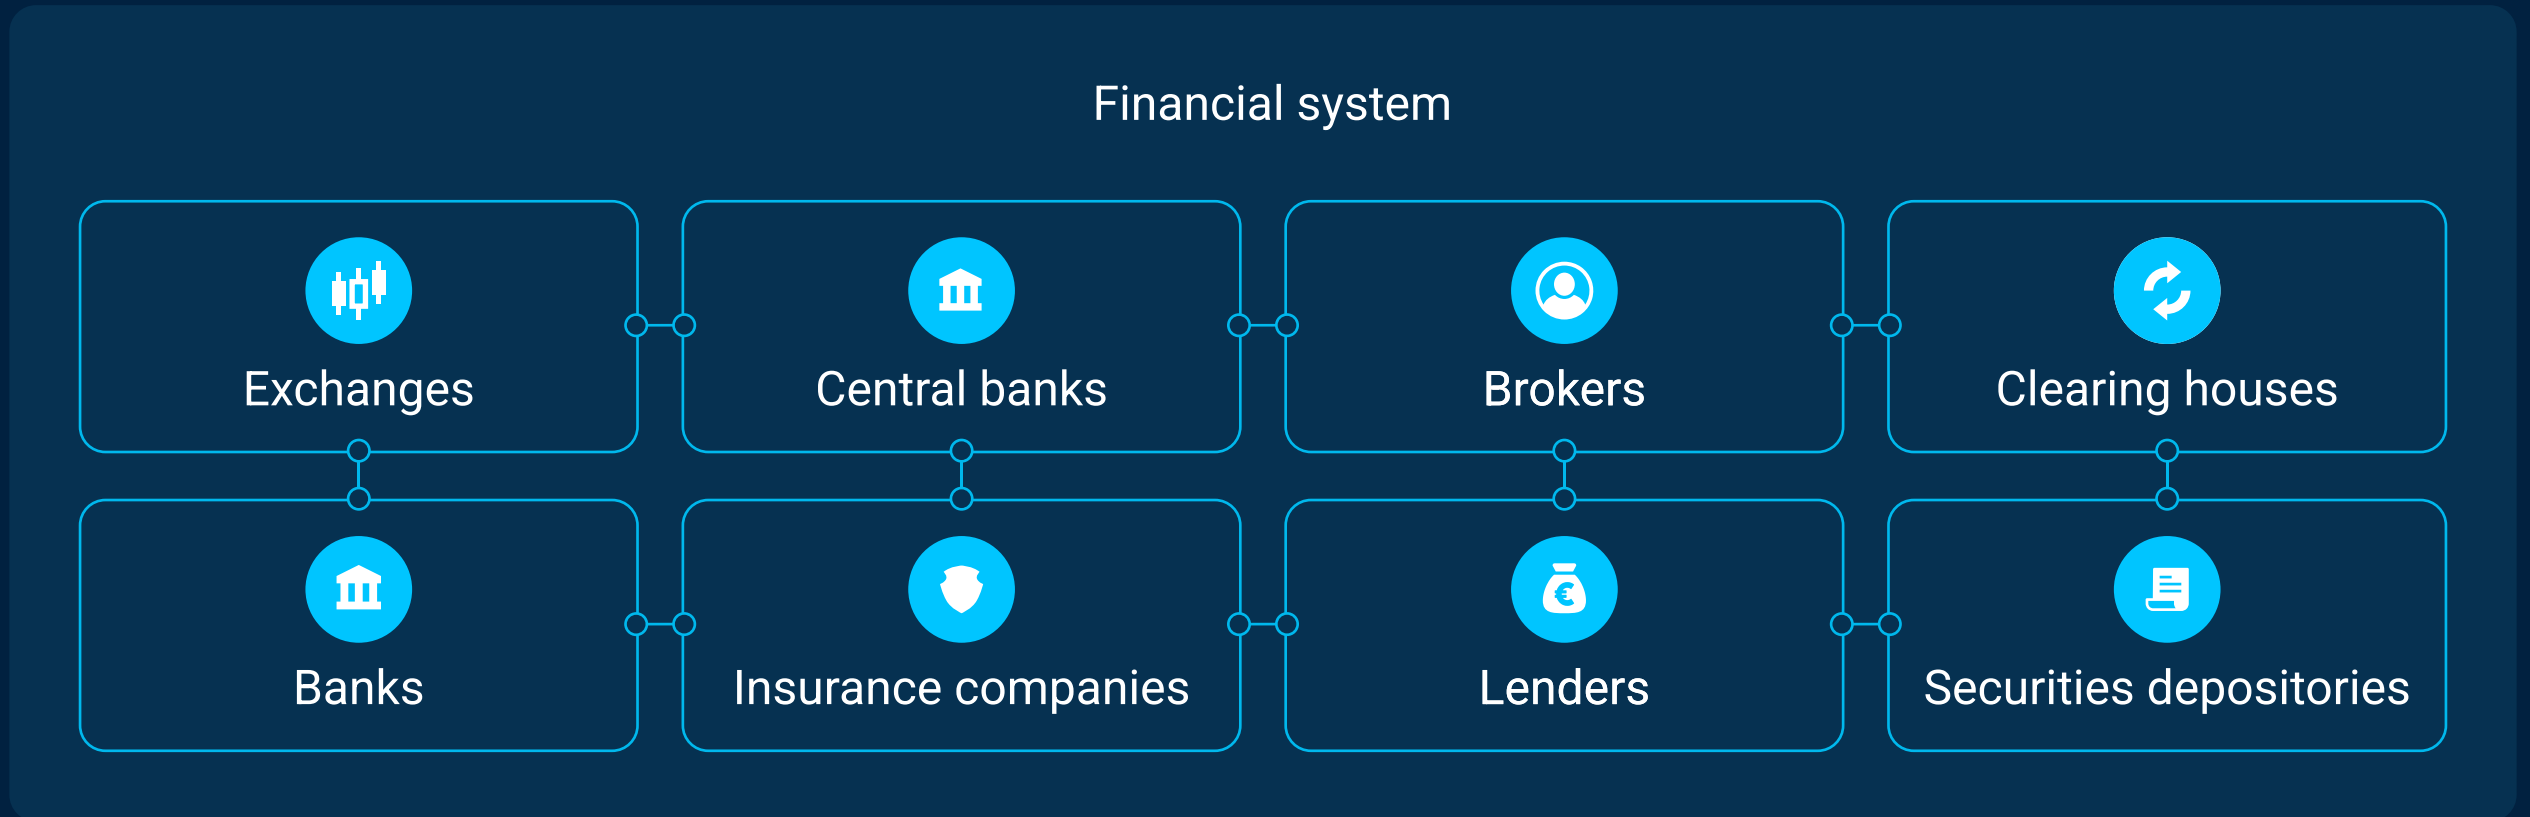 Financial system
Exchanges
Central banks
Brokers
Clearing houses
Banks
Insurance companies
Lenders
Securities depositories